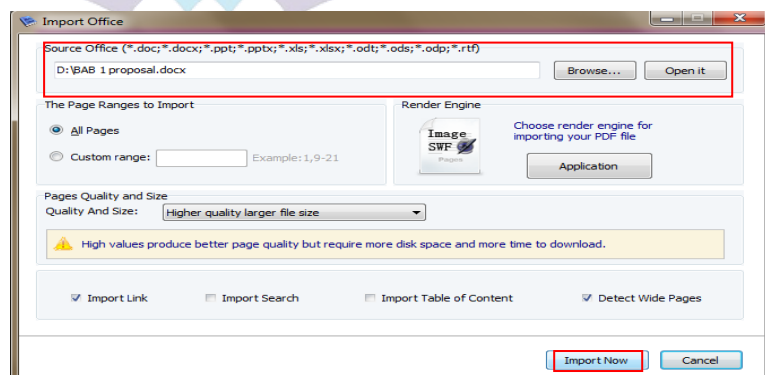 Import Office
Source Office (*.doc;*.docx;*.ppt;*.pptx;*.xls;*.xlsx;*.odt;*.ods;*.odp;*.rtf)
D:\BAB 1 proposal.docx
Browse... Open it
The Page Ranges to Import
All Pages
Custom range: Example:1,9-21
Render Engine
Image
SWF
Pages
Choose render engine for
importing your PDF file
Application
Pages Quality and Size
Quality And Size: Higher quality larger file size
High values produce better page quality but require more disk space and more time to download.
Import Link Import Search Import Table of Content Detect Wide Pages
Import Now Cancel